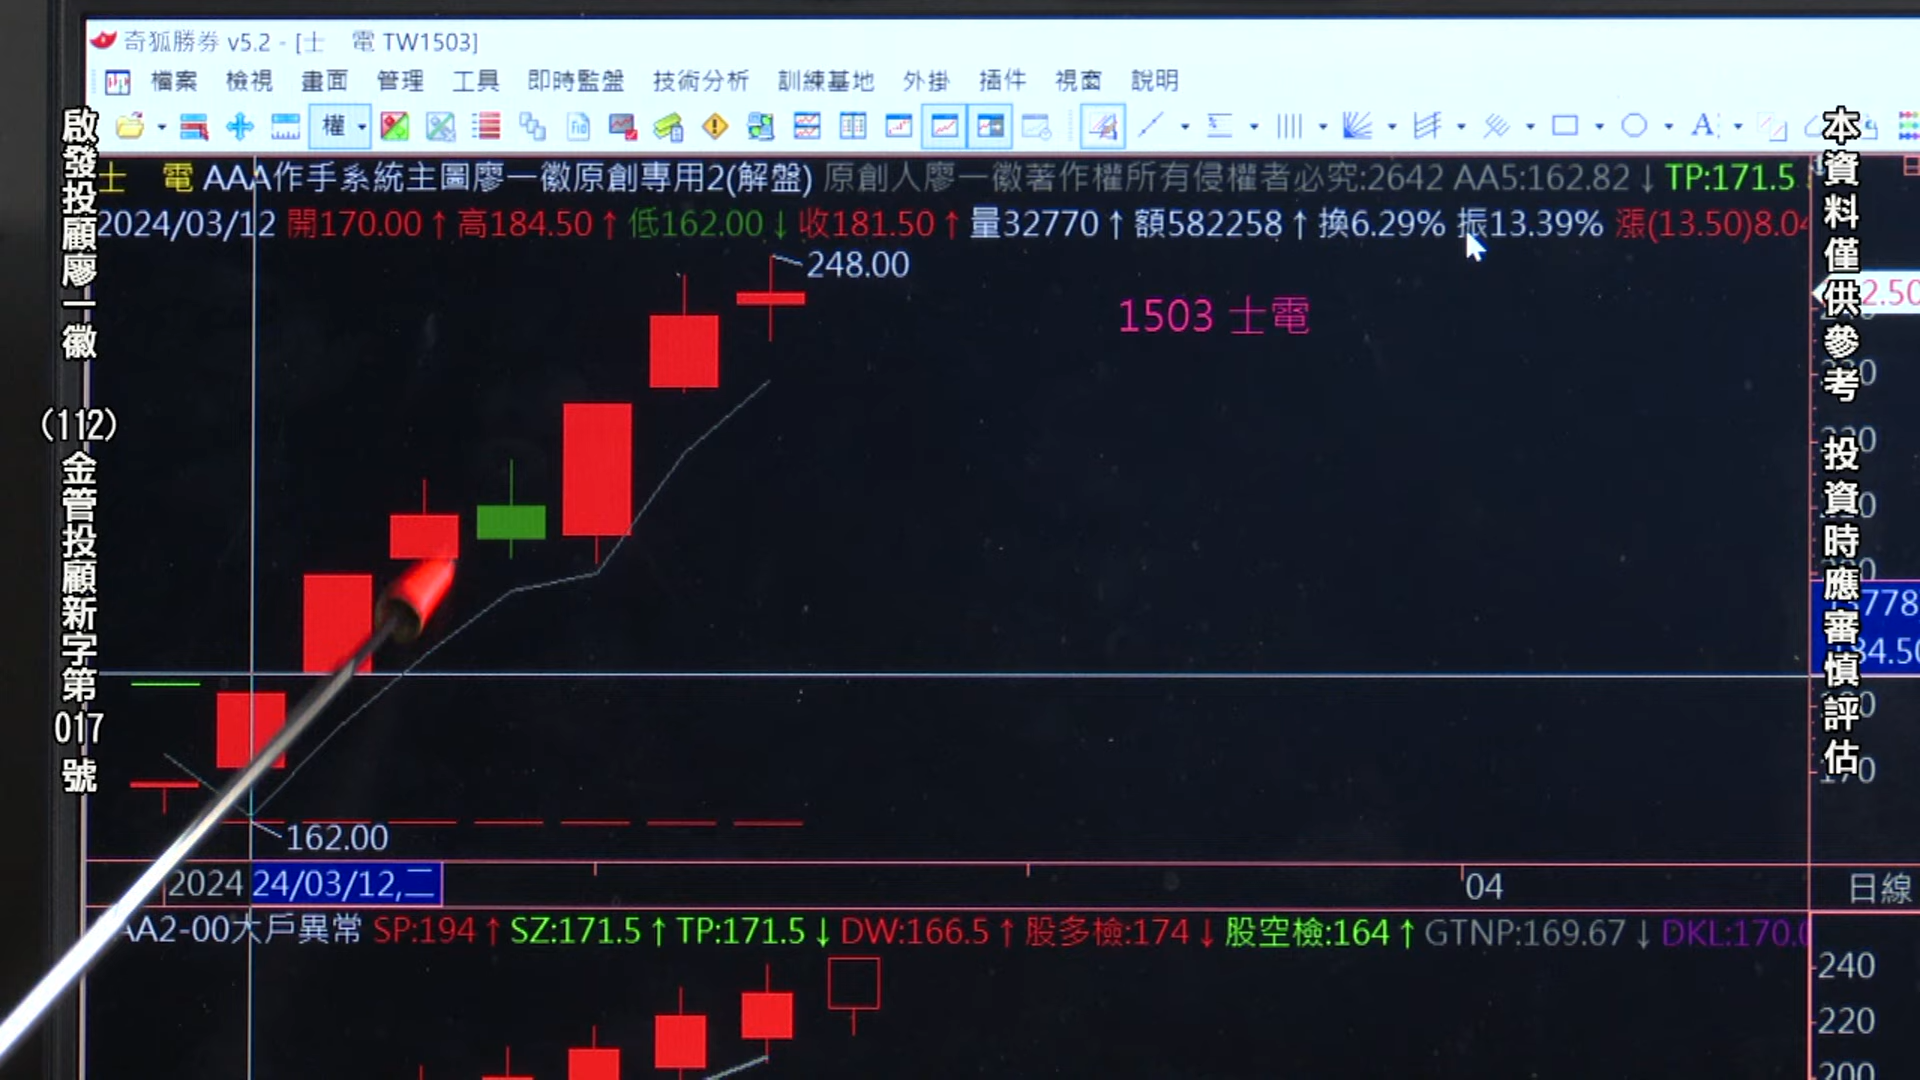 奇狐勝券 v5.2 - [士 電 TW1503]
檔案 檢視 畫面 管理 工具 即時監盤 技術分析 訓練基地 外掛 插件 視窗 說明
權 A
士 電 AAA作手系統主圖廖一徽原創專用2(解盤) 原創人廖一徽著作權所有侵權者必究:2642 AA5:162.82↓ TP:171.5
2024/03/12 開170.00↑ 高184.50↑ 低162.00↓ 收181.50↑ 量32770↑ 額582258↑ 換6.29% 振13.39% 漲(13.50)8.04
248.00
1503 士電
162.00
2024 24/03/12,二 04 日線
AA2-00大戶異常 SP:194↑ SZ:171.5↑ TP:171.5↓ DW:166.5↑ 股多檢:174↓ 股空檢:164↑ GTNP:169.67↓ DKL:170.0
240
220
200
啟發投顧廖一徽
(112)金管投顧新字第017號
本資料僅供參考 投資時應審慎評估